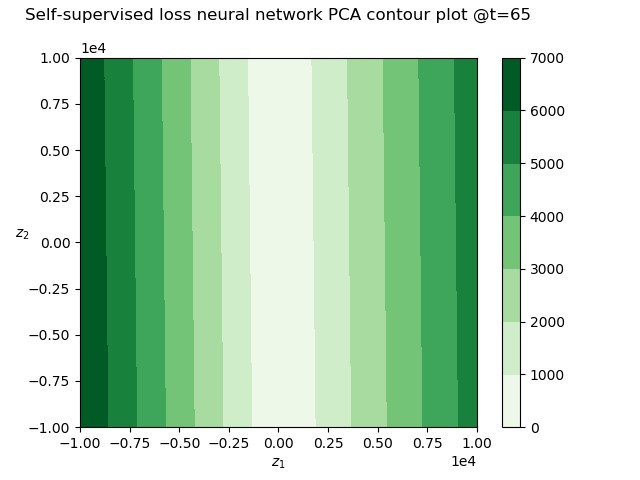 Self-supervised loss neural network PCA contour plot @t=65
1e4
1.00
0.75
0.50
0.25
0.00
−0.25
−0.50
−0.75
−1.00
z₂
−1.00 −0.75 −0.50 −0.25 0.00 0.25 0.50 0.75 1.00
z₁
1e4
7000
6000
5000
4000
3000
2000
1000
0